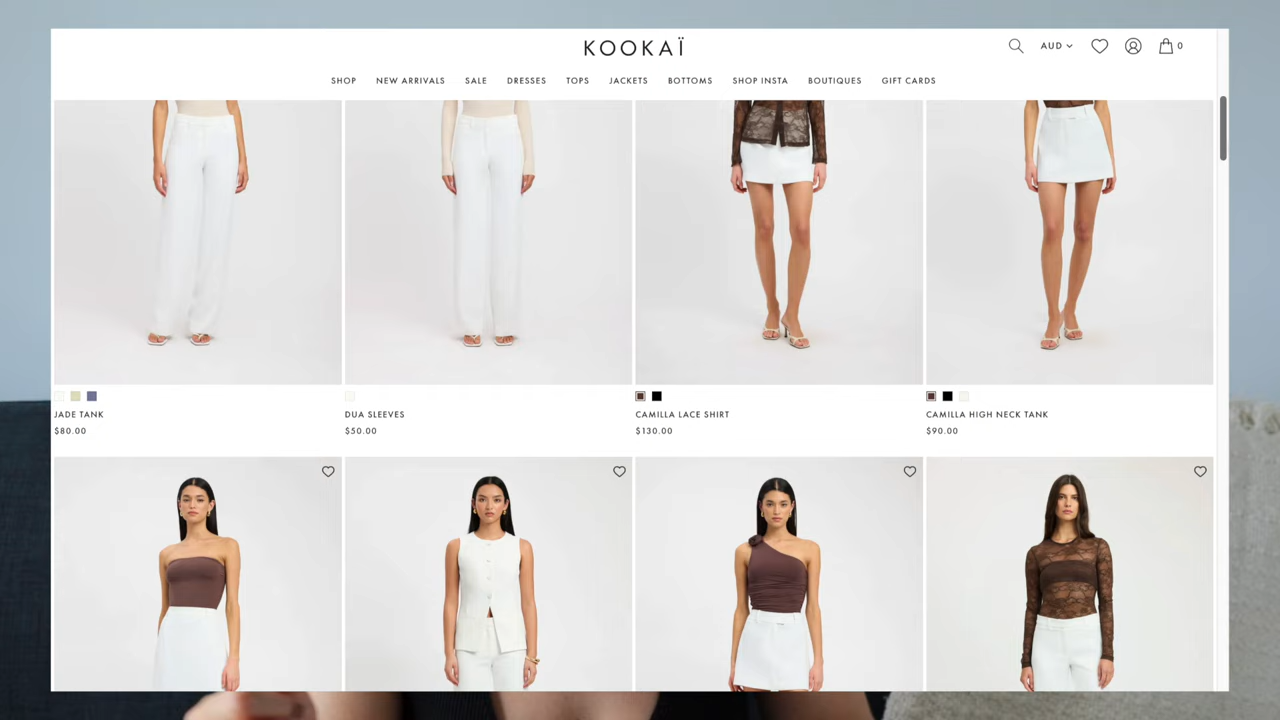 KOOKAÏ
AUD
0
SHOP NEW ARRIVALS SALE DRESSES TOPS JACKETS BOTTOMS SHOP INSTA BOUTIQUES GIFT CARDS
JADE TANK
$80.00
DUA SLEEVES
$50.00
CAMILLA LACE SHIRT
$130.00
CAMILLA HIGH NECK TANK
$90.00